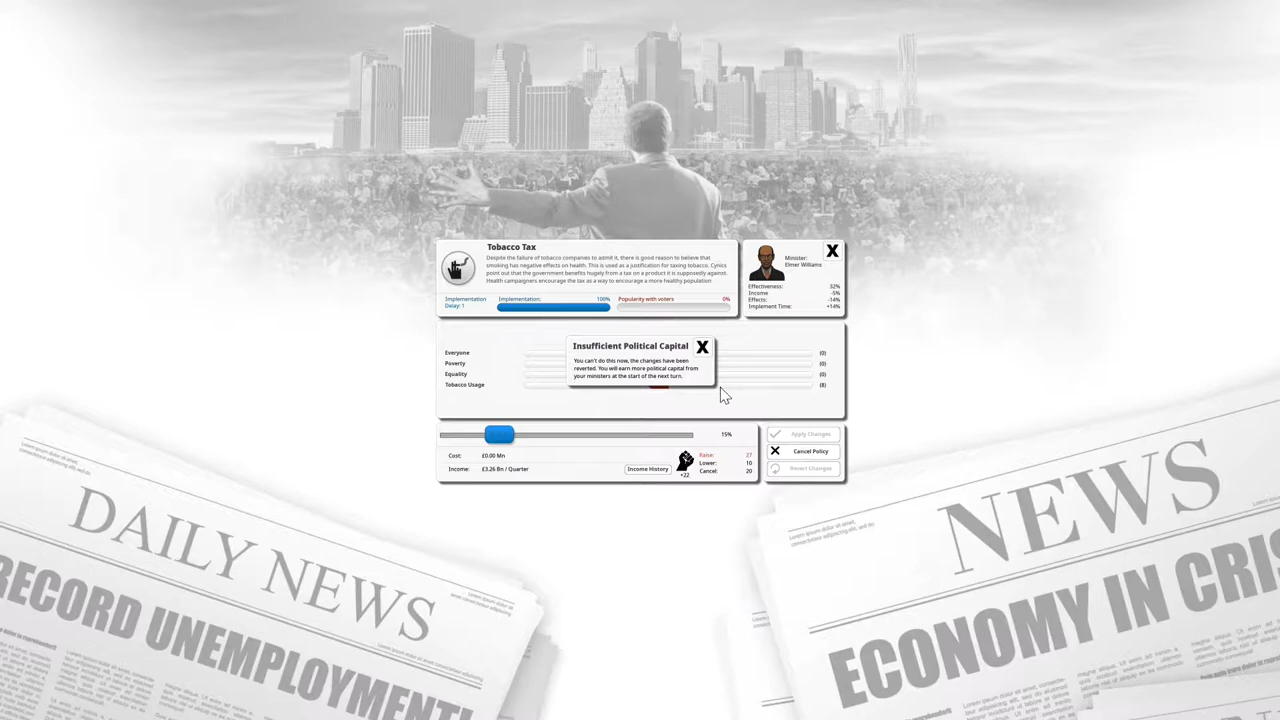 Tobacco Tax
Despite the failure of tobacco companies to admit it, there is good reason to believe that
smoking has negative effects on health. This is used as a justification for taxing tobacco. Cynics
point out that the government benefits hugely from a tax on a product it is supposedly against.
Health campaigners encourage the tax as a way to encourage a more healthy population
Implementation
Delay: 1
Implementation: 100%
Popularity with voters 0%
X
Minister:
Elmer Williams
Effectiveness: 32%
Income -5%
Effects: -14%
Implement Time: +14%
Insufficient Political Capital X
You can't do this now, the changes have been
reverted. You will earn more political capital from
your ministers at the start of the next turn.
Everyone (0)
Poverty (0)
Equality (0)
Tobacco Usage (8)
15%
Cost: £0.00 Mn
Income: £3.26 Bn / Quarter
Income History
+22
Raise: 27
Lower: 10
Cancel: 20
Apply Changes
Cancel Policy
Revert Changes
DAILY NEWS
RECORD UNEMPLOYMENT!
NEWS
ECONOMY IN CRIS